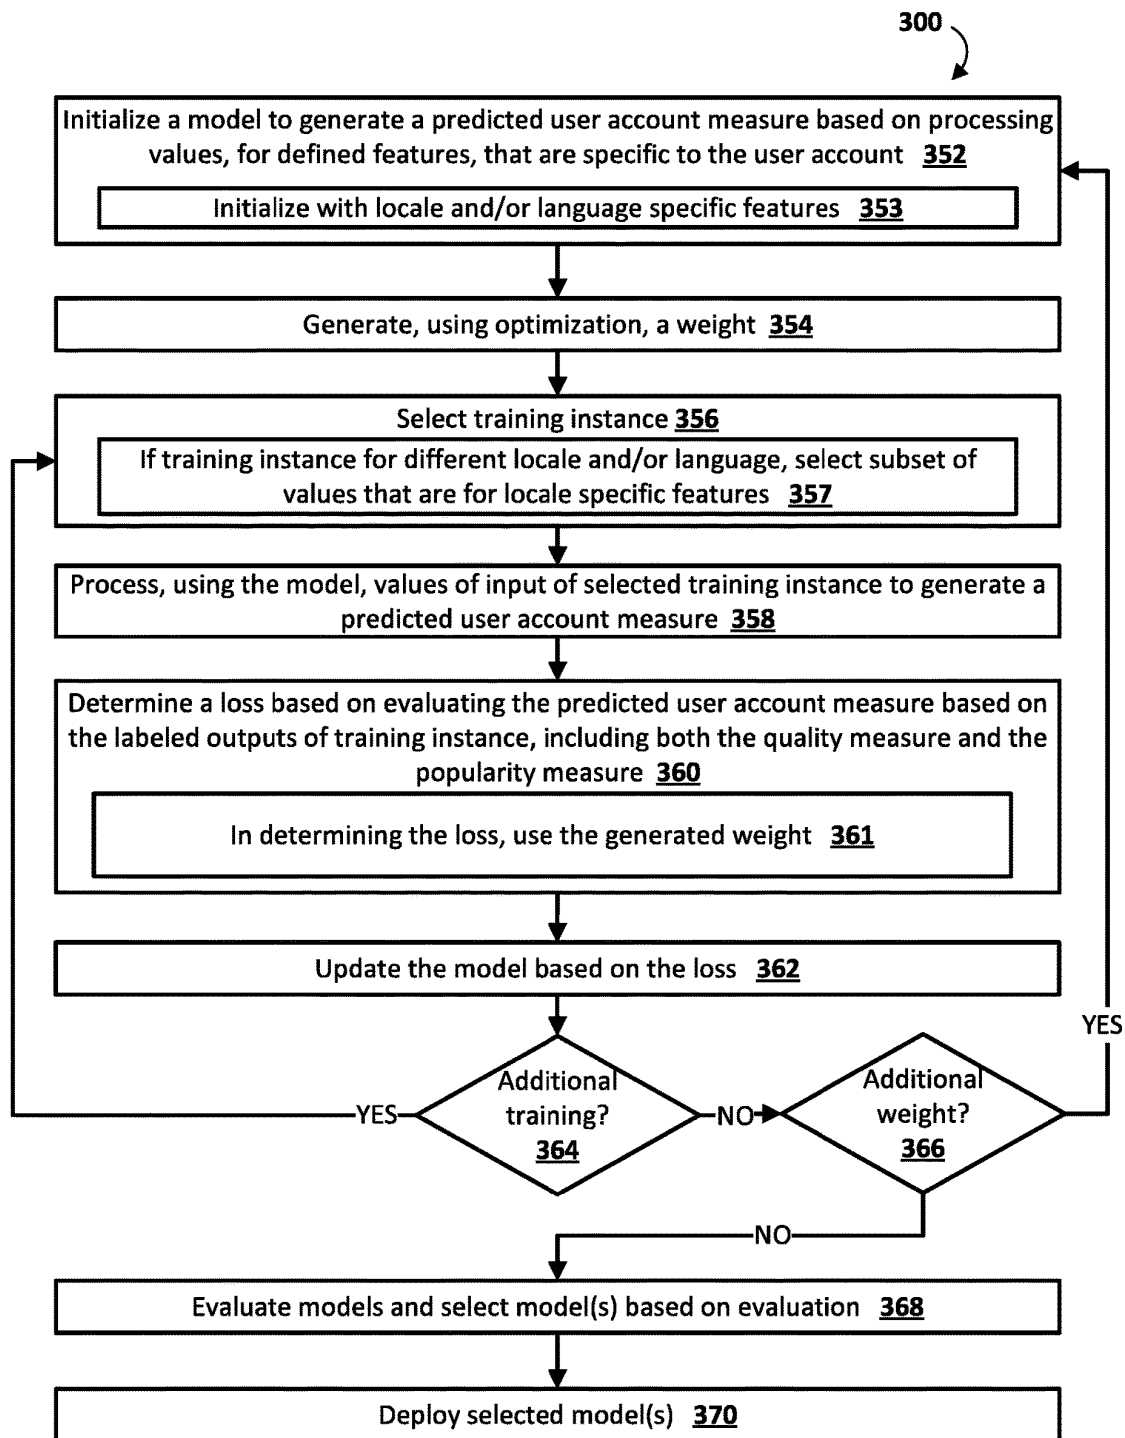 300
Initialize a model to generate a predicted user account measure based on processing
values, for defined features, that are specific to the user account 352
Initialize with locale and/or language specific features 353
Generate, using optimization, a weight 354
Select training instance 356
If training instance for different locale and/or language, select subset of
values that are for locale specific features 357
Process, using the model, values of input of selected training instance to generate a
predicted user account measure 358
Determine a loss based on evaluating the predicted user account measure based on
the labeled outputs of training instance, including both the quality measure and the
popularity measure 360
In determining the loss, use the generated weight 361
Update the model based on the loss 362
YES
Additional
training?
364
NO
Additional
weight?
366
YES
NO
Evaluate models and select model(s) based on evaluation 368
Deploy selected model(s) 370